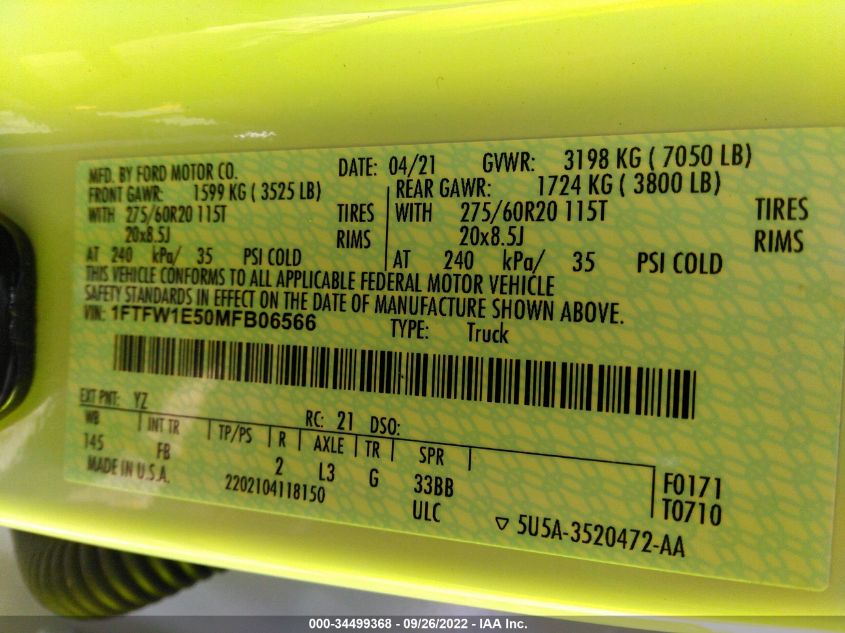 MFD. BY FORD MOTOR CO. DATE: 04/21 GVWR: 3198 KG ( 7050 LB)
FRONT GAWR: 1599 KG ( 3525 LB) REAR GAWR: 1724 KG ( 3800 LB)
WITH 275/60R20 115T TIRES WITH 275/60R20 115T TIRES
20x8.5J RIMS 20x8.5J RIMS
AT 240 kPa/ 35 PSI COLD AT 240 kPa/ 35 PSI COLD
THIS VEHICLE CONFORMS TO ALL APPLICABLE FEDERAL MOTOR VEHICLE
SAFETY STANDARDS IN EFFECT ON THE DATE OF MANUFACTURE SHOWN ABOVE.
VIN: 1FTFW1E50MFB06566 TYPE: Truck
EXT PNT: YZ RC: 21 DSO:
WB INT TR TP/PS R AXLE TR SPR
145 FB 2 L3 G 33BB F0171
MADE IN U.S.A. 2202104118150 ULC T0710
▽ 5U5A-3520472-AA
000-34499368 - 09/26/2022 - IAA Inc.